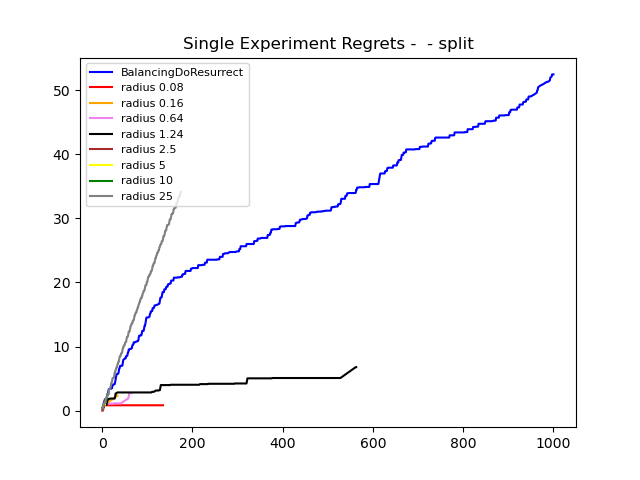 Single Experiment Regrets -  - split
BalancingDoResurrect
radius 0.08
radius 0.16
radius 0.64
radius 1.24
radius 2.5
radius 5
radius 10
radius 25
50
40
30
20
10
0
0 200 400 600 800 1000